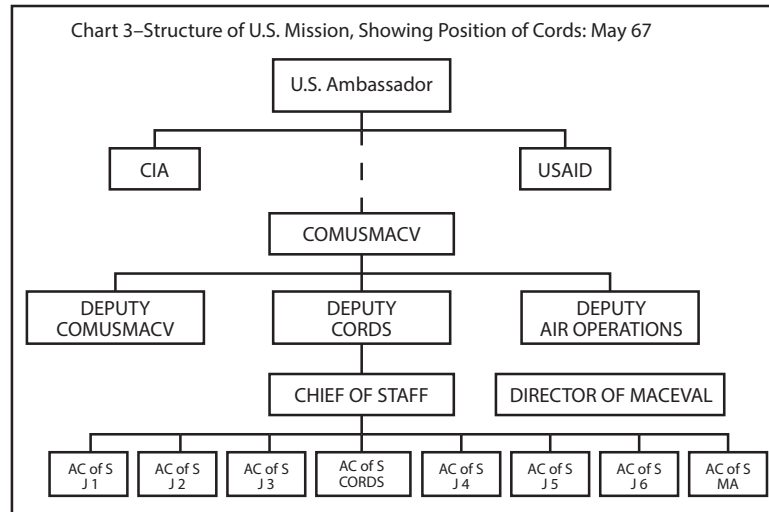 Chart 3–Structure of U.S. Mission, Showing Position of Cords: May 67
U.S. Ambassador
CIA
USAID
COMUSMACV
DEPUTY
COMUSMACV
DEPUTY
CORDS
DEPUTY
AIR OPERATIONS
CHIEF OF STAFF
DIRECTOR OF MACEVAL
AC of S
J 1
AC of S
J 2
AC of S
J 3
AC of S
CORDS
AC of S
J 4
AC of S
J 5
AC of S
J 6
AC of S
MA